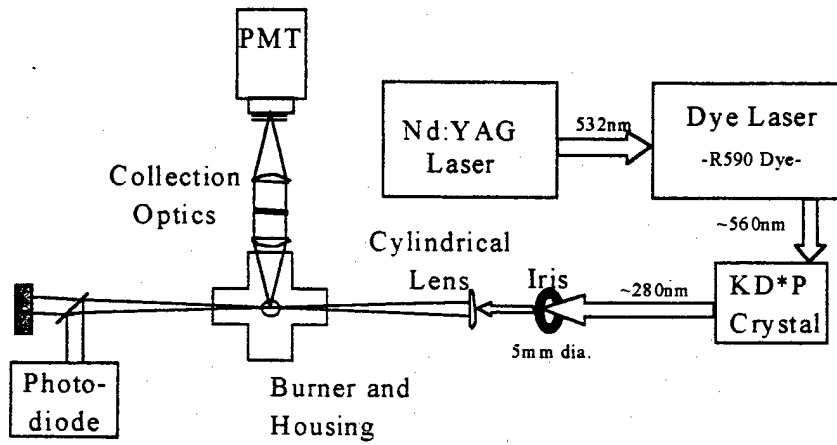 PMT
Nd:YAG
Laser
532nm
Dye Laser
-R590 Dye-
Collection
Optics
~560nm
Cylindrical
Lens
Iris
~280nm
KD*P
Crystal
5mm dia.
Photo-
diode
Burner and
Housing